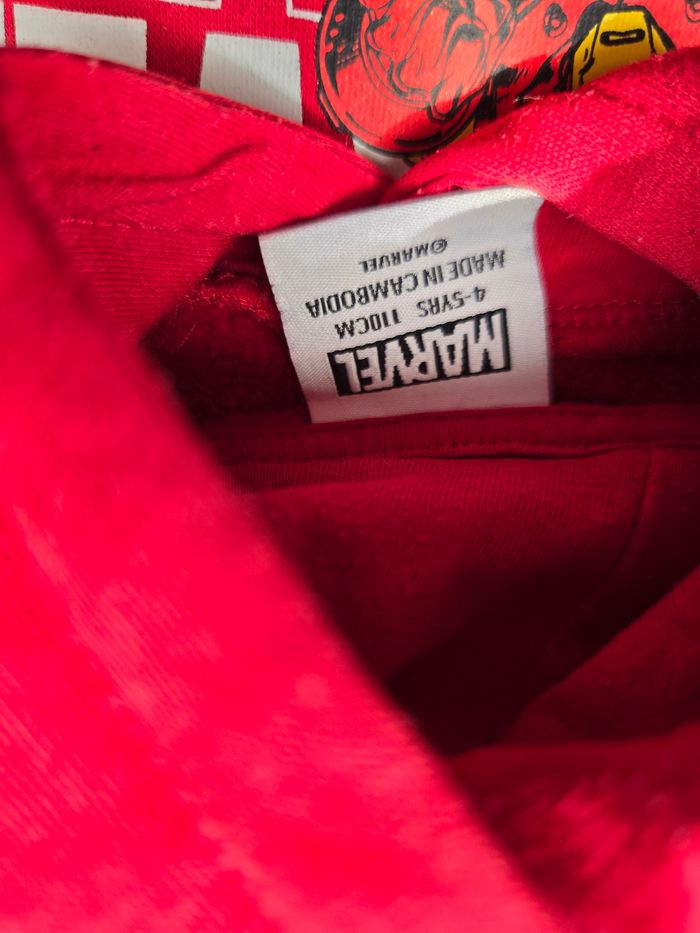 MARVEL
4-5YRS 110CM
MADE IN CAMBODIA
©MARVEL